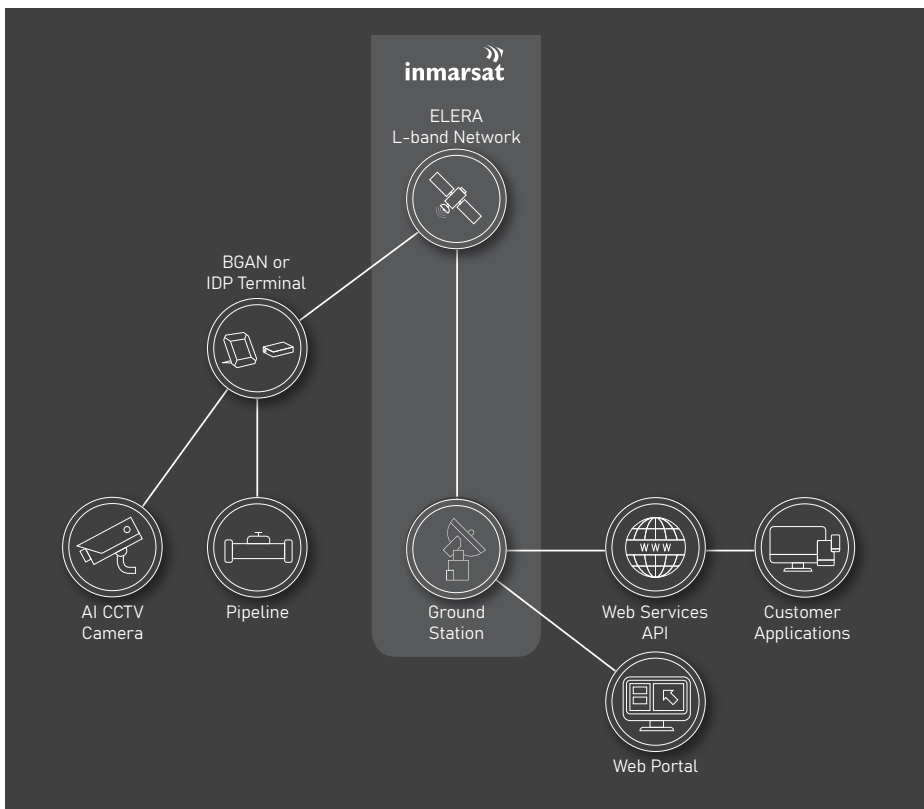 inmarsat
ELERA
L-band Network
BGAN or
IDP Terminal
AI CCTV
Camera
Pipeline
Ground
Station
WWW
Web Services
API
Customer
Applications
Web Portal